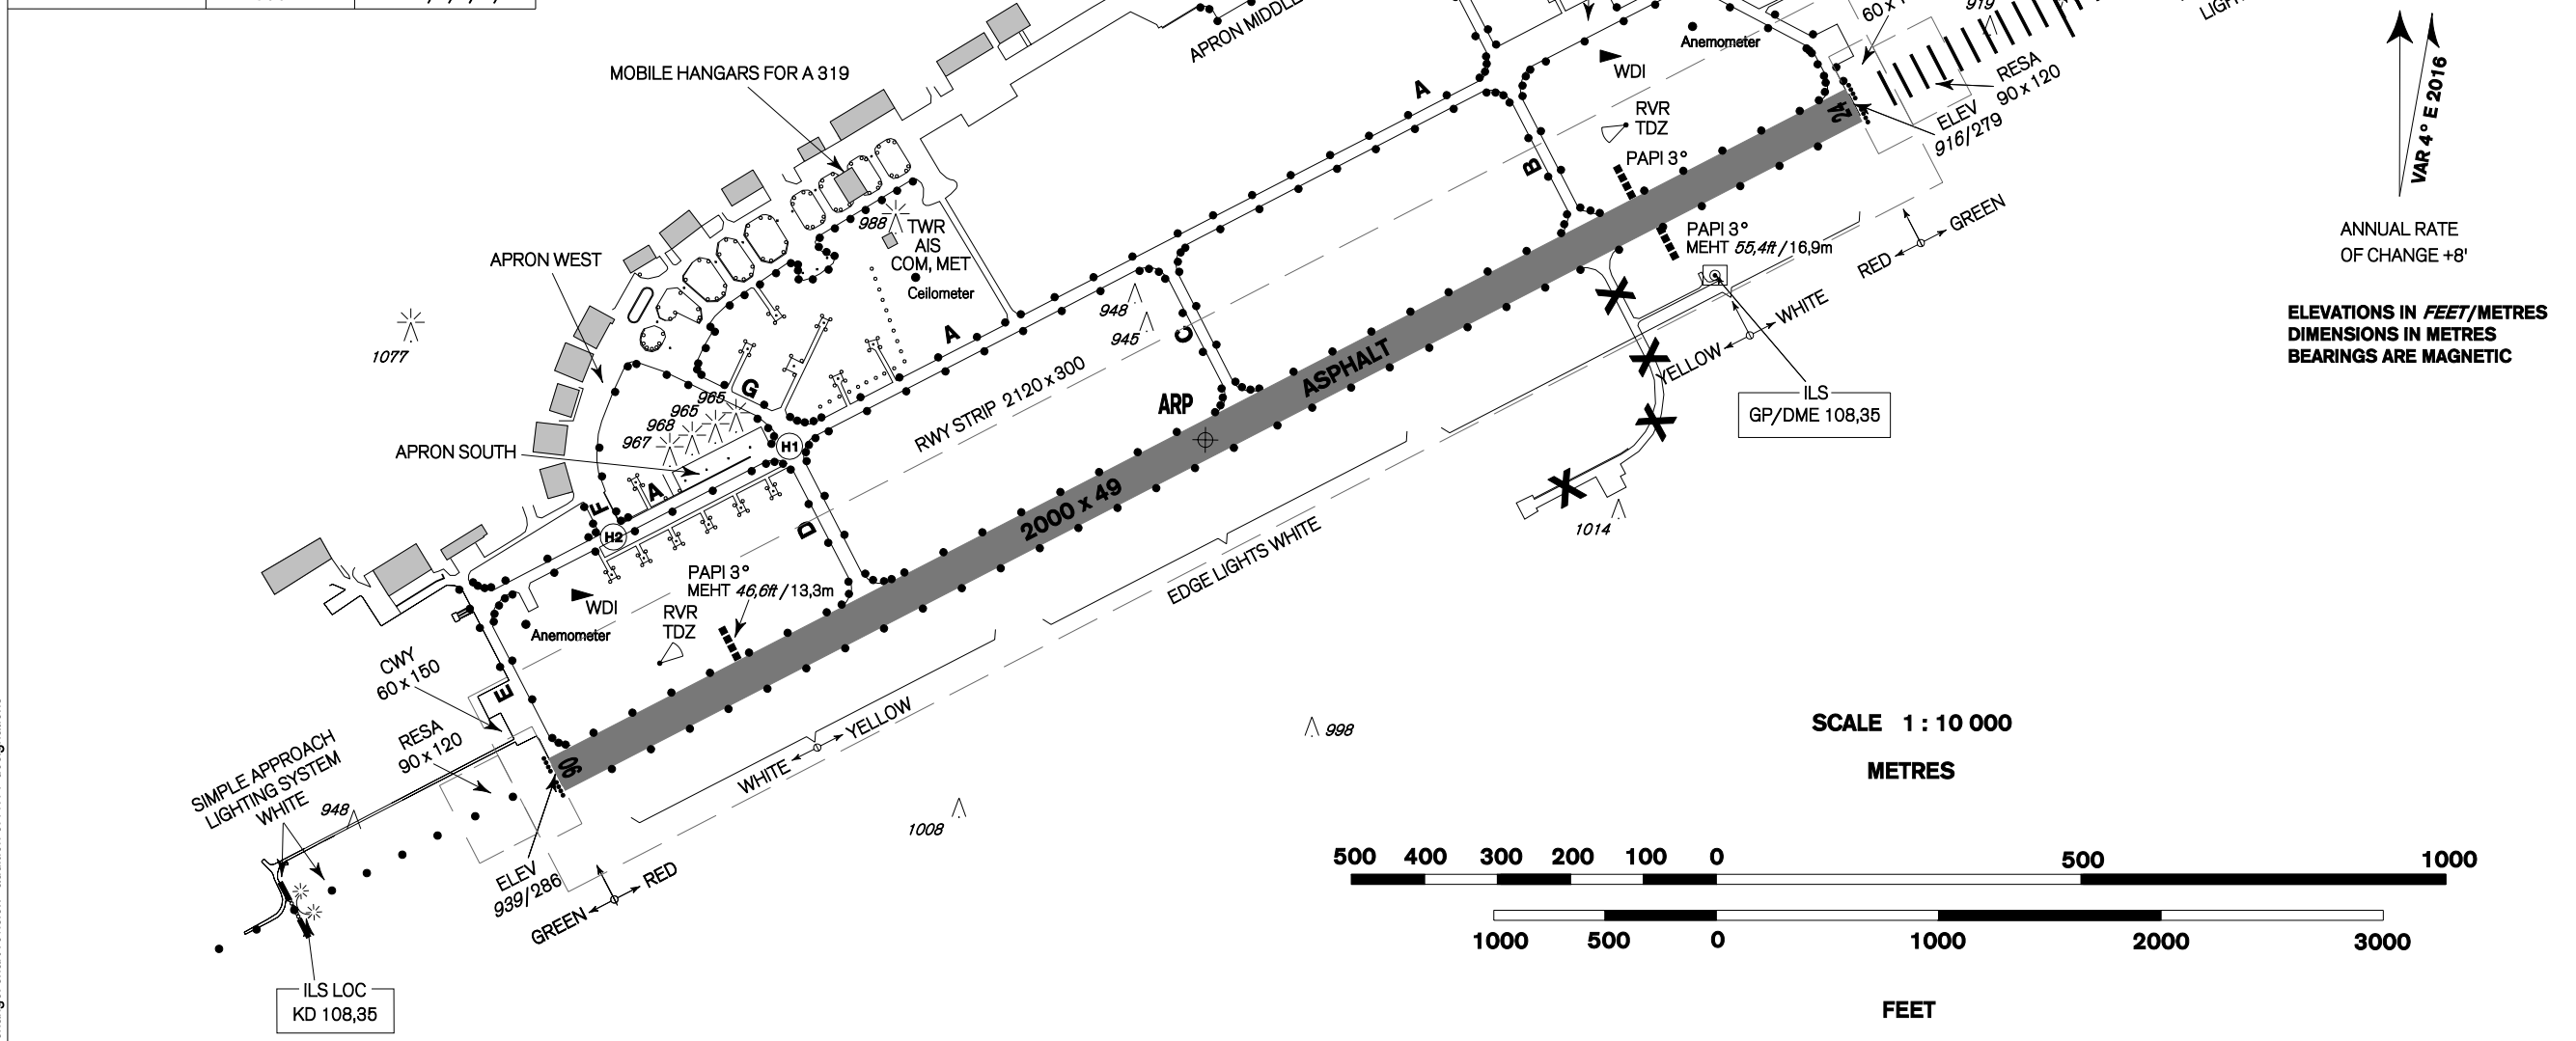 MOBILE HANGARS FOR A 319
APRON MIDDLE
Anemometer
WDI
RVR
TDZ
PAPI 3°
24
60 x
919
RESA
90 x 120
ELEV
916/279
VAR 4° E 2016
ANNUAL RATE
OF CHANGE +8'
ELEVATIONS IN FEET/METRES
DIMENSIONS IN METRES
BEARINGS ARE MAGNETIC
A
B
PAPI 3°
MEHT 55,4ft / 16,9m
RED
GREEN
YELLOW
WHITE
ILS
GP/DME 108,35
988
TWR
AIS
COM, MET
Ceilometer
APRON WEST
1077
A
948
945
C
G
965
965
968
967
APRON SOUTH
H1
A
F
H2
D
RWY STRIP 2120 x 300
ARP
ASPHALT
2000 x 49
EDGE LIGHTS WHITE
1014
PAPI 3°
MEHT 46,6ft / 13,3m
WDI
RVR
TDZ
Anemometer
CWY
60 x 150
E
RESA
90 x 120
SIMPLE APPROACH
LIGHTING SYSTEM
WHITE
948
06
WHITE
YELLOW
998
1008
ELEV
939/286
GREEN
RED
ILS LOC
KD 108,35
SCALE 1 : 10 000
METRES
500 400 300 200 100 0 500 1000
1000 500 0 1000 2000 3000
FEET